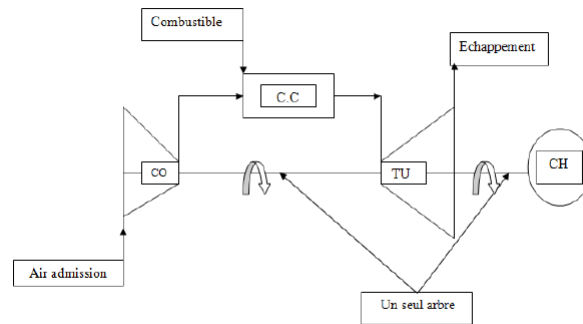 Combustible
Echappement
C.C
CO
TU
CH
Air admission
Un seul arbre